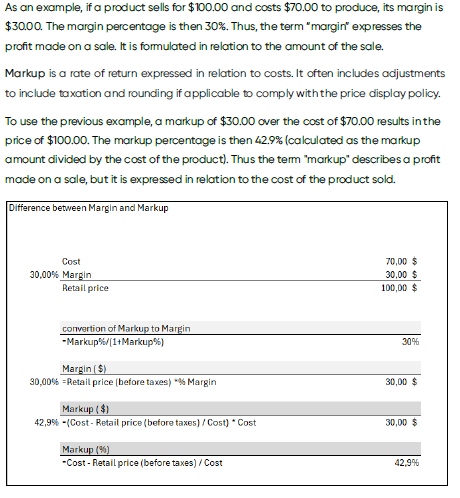 As an example, if a product sells for $100.00 and costs $70.00 to produce, its margin is
$30.00. The margin percentage is then 30%. Thus, the term "margin" expresses the
profit made on a sale. It is formulated in relation to the amount of the sale.
Markup is a rate of return expressed in relation to costs. It often includes adjustments
to include taxation and rounding if applicable to comply with the price display policy.
To use the previous example, a markup of $30.00 over the cost of $70.00 results in the
price of $100.00. The markup percentage is then 42.9% (calculated as the markup
amount divided by the cost of the product). Thus the term "markup" describes a profit
made on a sale, but it is expressed in relation to the cost of the product sold.
Difference between Margin and Markup
Cost 70,00 $
30,00% Margin 30,00 $
Retail price 100,00 $
convertion of Markup to Margin
=Markup%/(1+Markup%) 30%
Margin ($)
30,00% =Retail price (before taxes) *% Margin 30,00 $
Markup ($)
42,9% =(Cost - Retail price (before taxes) / Cost) * Cost 30,00 $
Markup (%)
=Cost - Retail price (before taxes) / Cost 42,9%